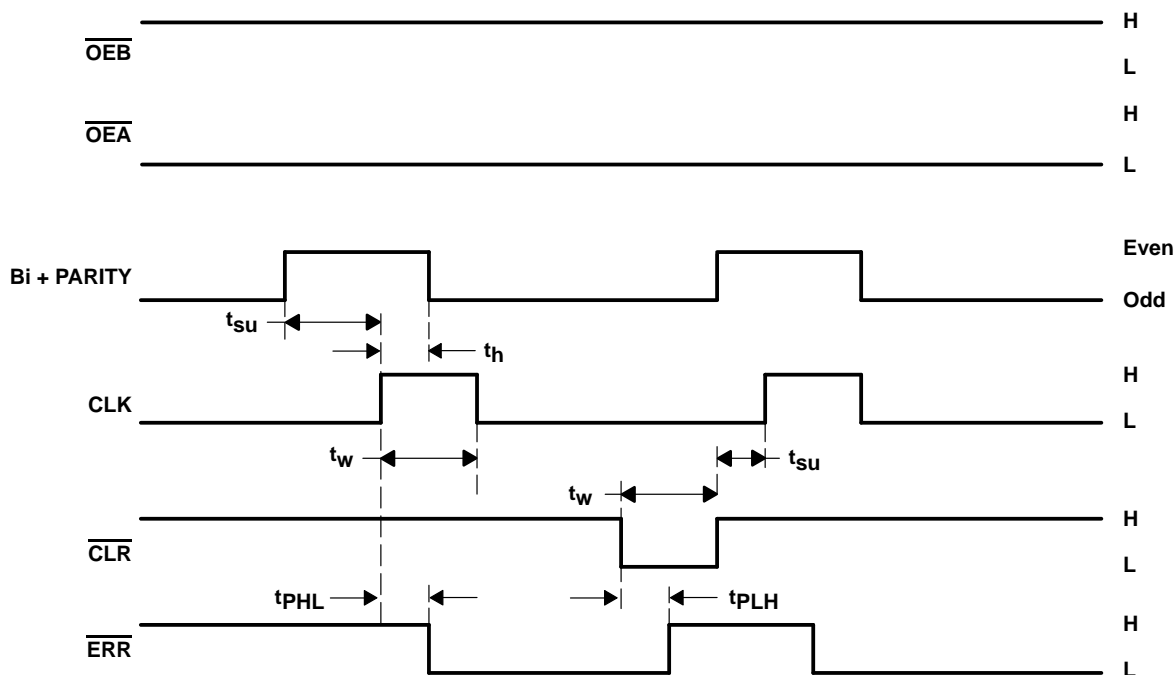 H
OEB
L
H
OEA
L
Even
Bi + PARITY
Odd
tsu
th
H
CLK
L
tw
tsu
tw
H
CLR
L
tPHL
tPLH
H
ERR
L